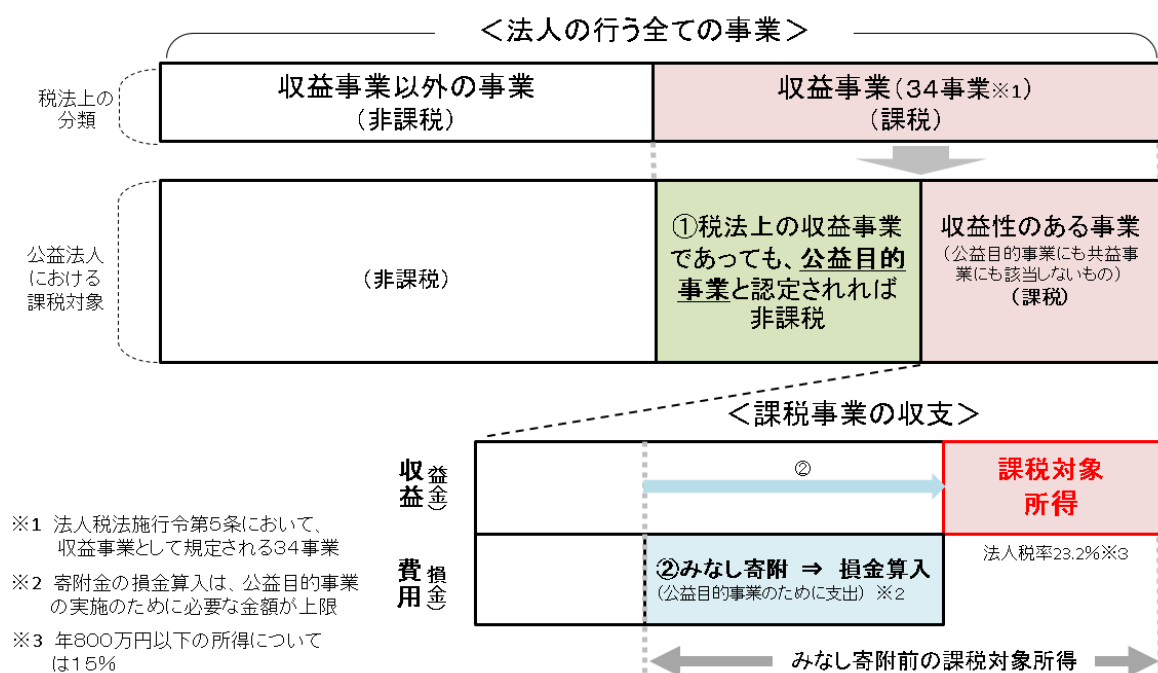 ＜法人の行う全ての事業＞
税法上の
分類
収益事業以外の事業
（非課税）
収益事業（３４事業※1）
（課税）
公益法人
における
課税対象
（非課税）
①税法上の収益事業
であっても、公益目的
事業と認定されれば
非課税
収益性のある事業
（公益目的事業にも共益事
業にも該当しないもの）
（課税）
＜課税事業の収支＞
収益（益金）
②
課税対象
所得
費用（損金）
②みなし寄附 ⇒ 損金算入
（公益目的事業のために支出）※2
法人税率23.2%※3
みなし寄附前の課税対象所得
※1 法人税法施行令第５条において、
収益事業として規定される３４事業
※2 寄附金の損金算入は、公益目的事業
の実施のために必要な金額が上限
※3 年８００万円以下の所得について
は１５％